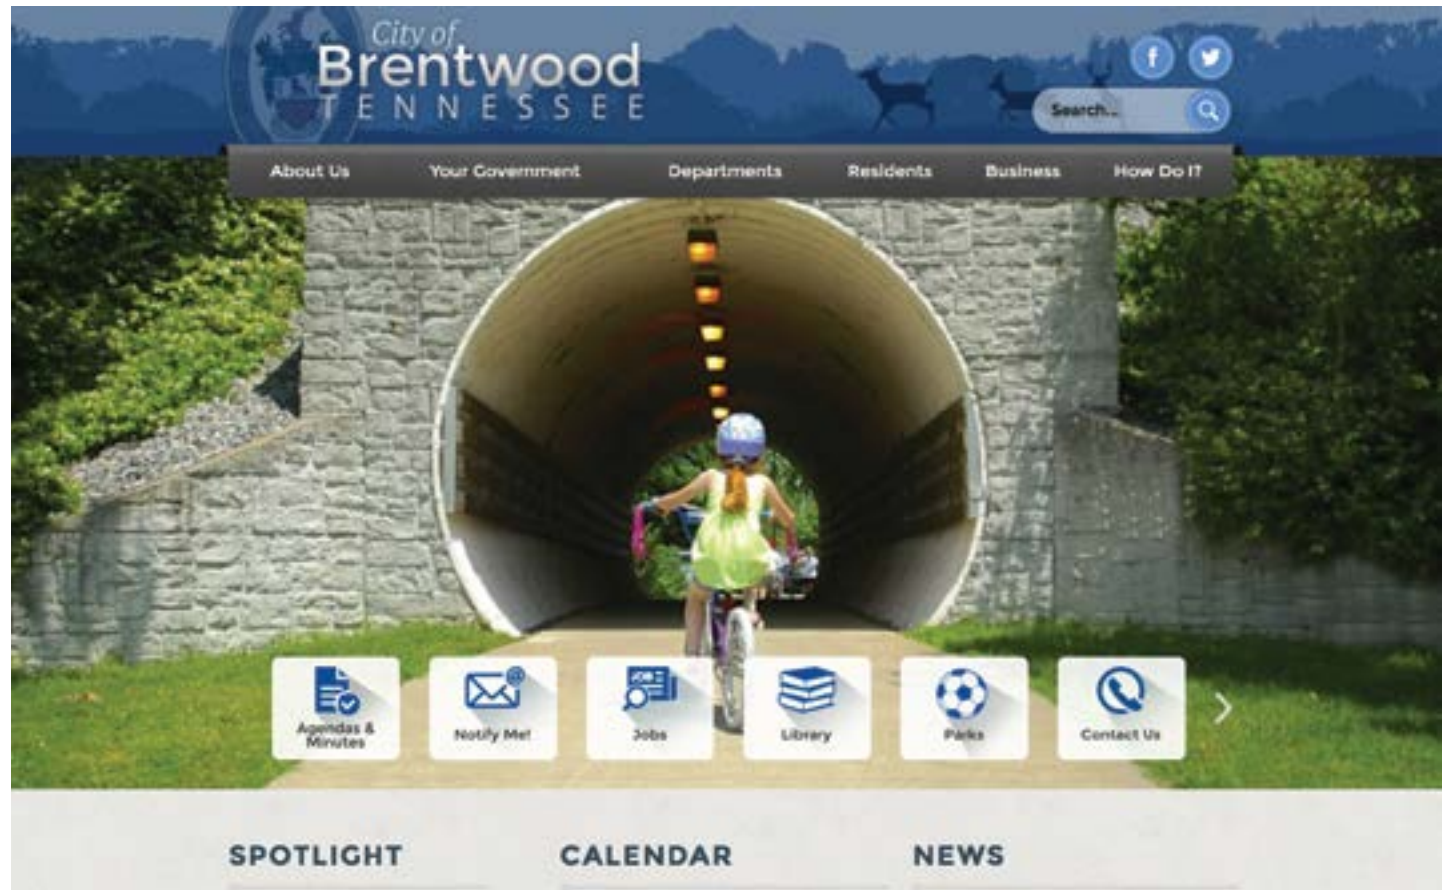 City of
Brentwood
TENNESSEE
f
Search...
About Us Your Government Departments Residents Business How Do I?
JOB
Agendas & Minutes
Notify Me!
Jobs
Library
Parks
Contact Us
SPOTLIGHT CALENDAR NEWS